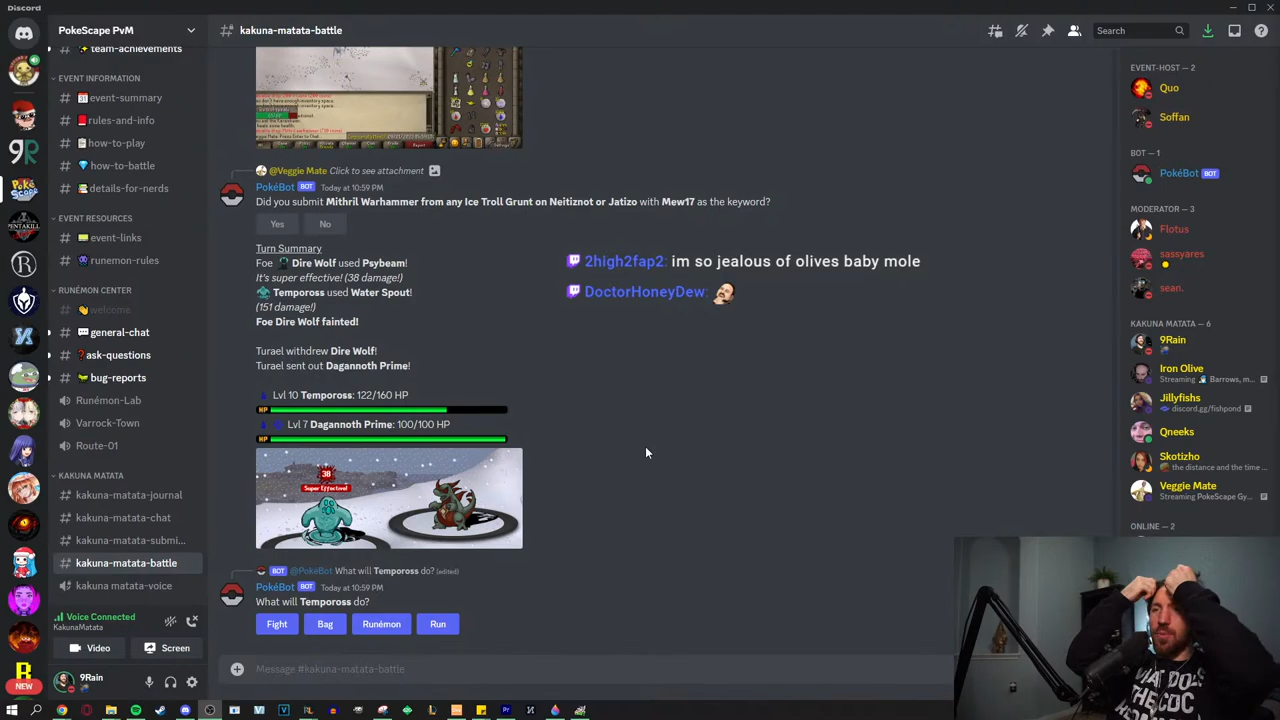 Discord
PokeScape PvM
kakuna-matata-battle
Search
team-achievements
EVENT INFORMATION
event-summary
rules-and-info
how-to-play
how-to-battle
details-for-nerds
EVENT RESOURCES
event-links
runemon-rules
RUNÉMON CENTER
welcome
general-chat
ask-questions
bug-reports
Runémon-Lab
Varrock-Town
Route-01
KAKUNA MATATA
kakuna-matata-journal
kakuna-matata-chat
kakuna-matata-submi...
kakuna-matata-battle
kakuna matata-voice
Voice Connected
KakunaMatata
Video
Screen
9Rain
NEW
@Veggie Mate Click to see attachment
PokéBot BOT Today at 10:59 PM
Did you submit Mithril Warhammer from any Ice Troll Grunt on Neitiznot or Jatizo with Mew17 as the keyword?
Yes
No
Turn Summary
Foe Dire Wolf used Psybeam!
It's super effective! (38 damage!)
Tempoross used Water Spout!
(151 damage!)
Foe Dire Wolf fainted!
Turael withdrew Dire Wolf!
Turael sent out Dagannoth Prime!
Lvl 10 Tempoross: 122/160 HP
HP
Lvl 7 Dagannoth Prime: 100/100 HP
HP
38
Super Effective!
BOT @PokéBot What will Tempoross do? (edited)
PokéBot BOT Today at 10:59 PM
What will Tempoross do?
Fight
Bag
Runémon
Run
Message #kakuna-matata-battle
2high2fap2: im so jealous of olives baby mole
DoctorHoneyDew:
EVENT-HOST — 2
Quo
Soffan
BOT — 1
PokéBot BOT
MODERATOR — 3
Flotus
sassyares
sean.
KAKUNA MATATA — 6
9Rain
Iron Olive
Streaming Barrows, m...
Jillyfishs
discord.gg/fishpond
Qneeks
Skotizho
the distance and the time ...
Veggie Mate
Streaming PokeScape Gy...
ONLINE — 2
WHAT DOES
THE CDC